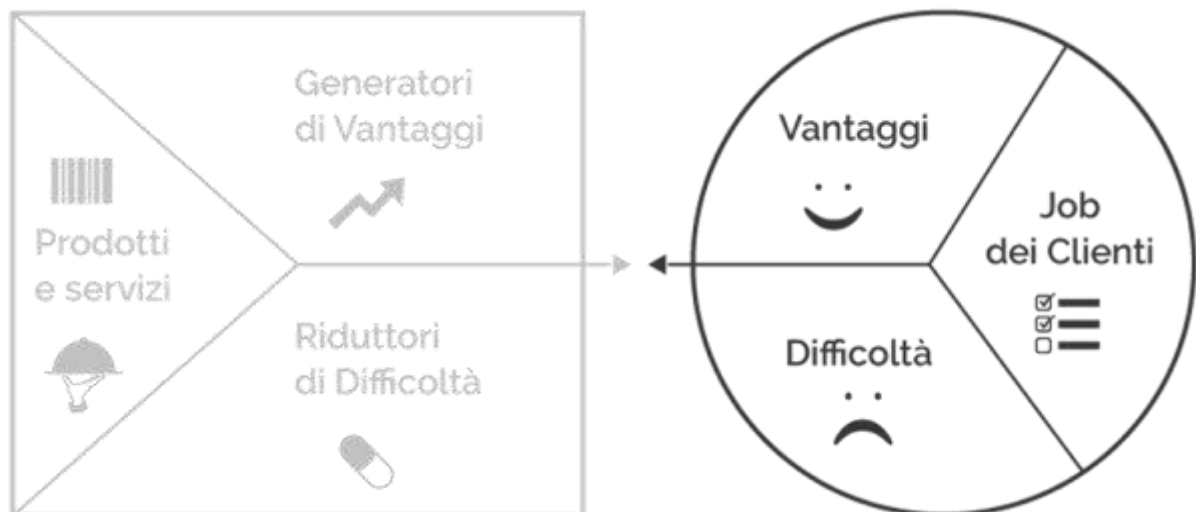 Generatori
di Vantaggi
Prodotti
e servizi
Riduttori
di Difficoltà
Vantaggi
Job
dei Clienti
Difficoltà